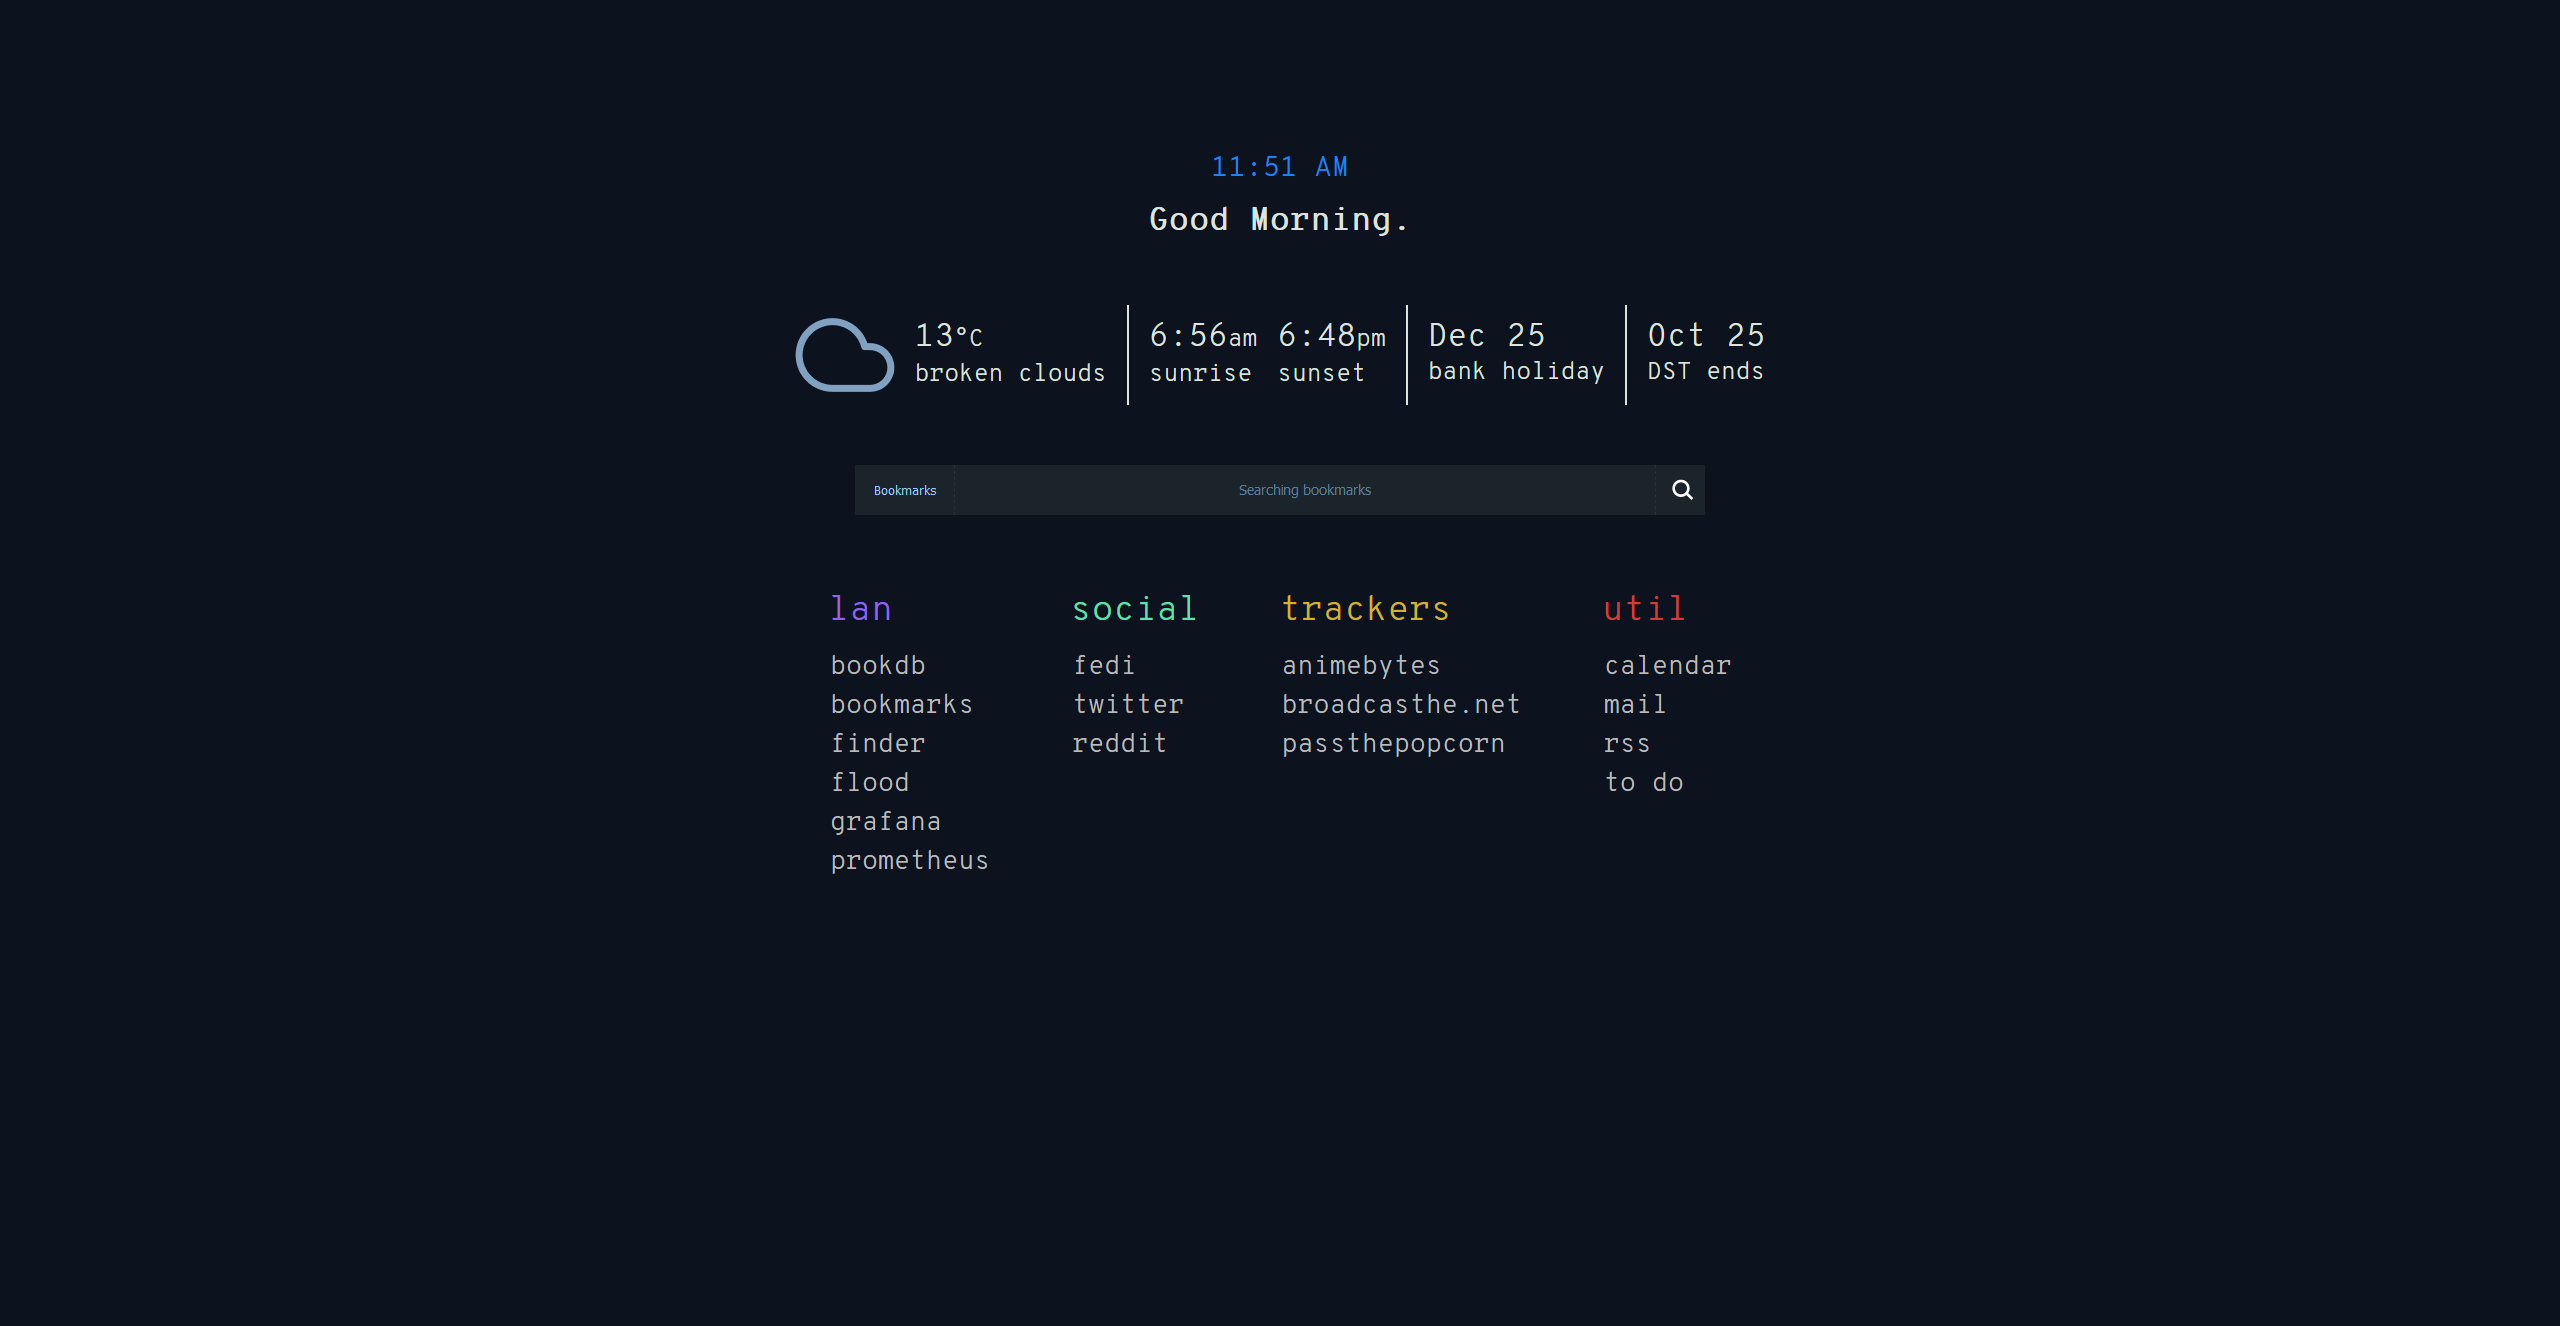 11:51 AM
Good Morning.
13°C
broken clouds
6:56am 6:48pm
sunrise sunset
Dec 25
bank holiday
Oct 25
DST ends
Bookmarks
Searching bookmarks
lan
bookdb
bookmarks
finder
flood
grafana
prometheus
social
fedi
twitter
reddit
trackers
animebytes
broadcasthe.net
passthepopcorn
util
calendar
mail
rss
to do